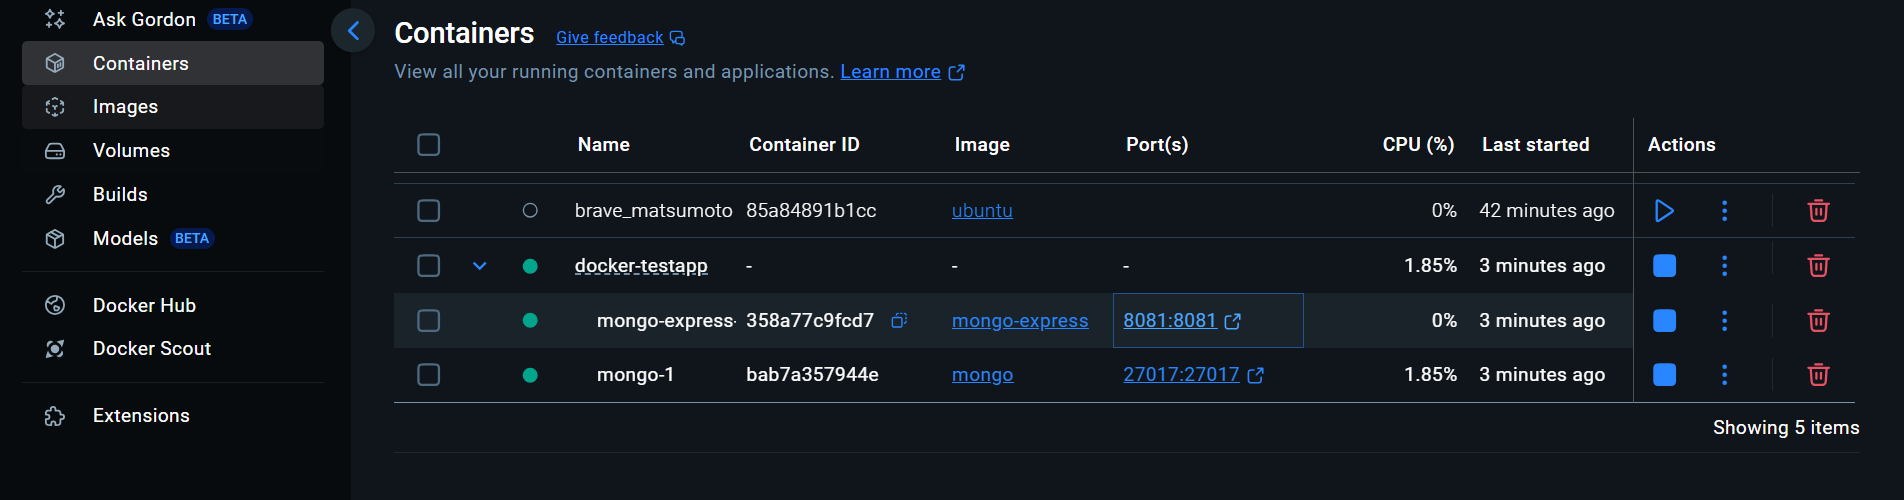 Ask Gordon BETA
Containers
Images
Volumes
Builds
Models BETA
Docker Hub
Docker Scout
Extensions
Containers Give feedback
View all your running containers and applications. Learn more
Name Container ID Image Port(s) CPU (%) Last started Actions
brave_matsumoto 85a84891b1cc ubuntu 0% 42 minutes ago
docker-testapp - - - 1.85% 3 minutes ago
mongo-express- 358a77c9fcd7 mongo-express 8081:8081 0% 3 minutes ago
mongo-1 bab7a357944e mongo 27017:27017 1.85% 3 minutes ago
Showing 5 items